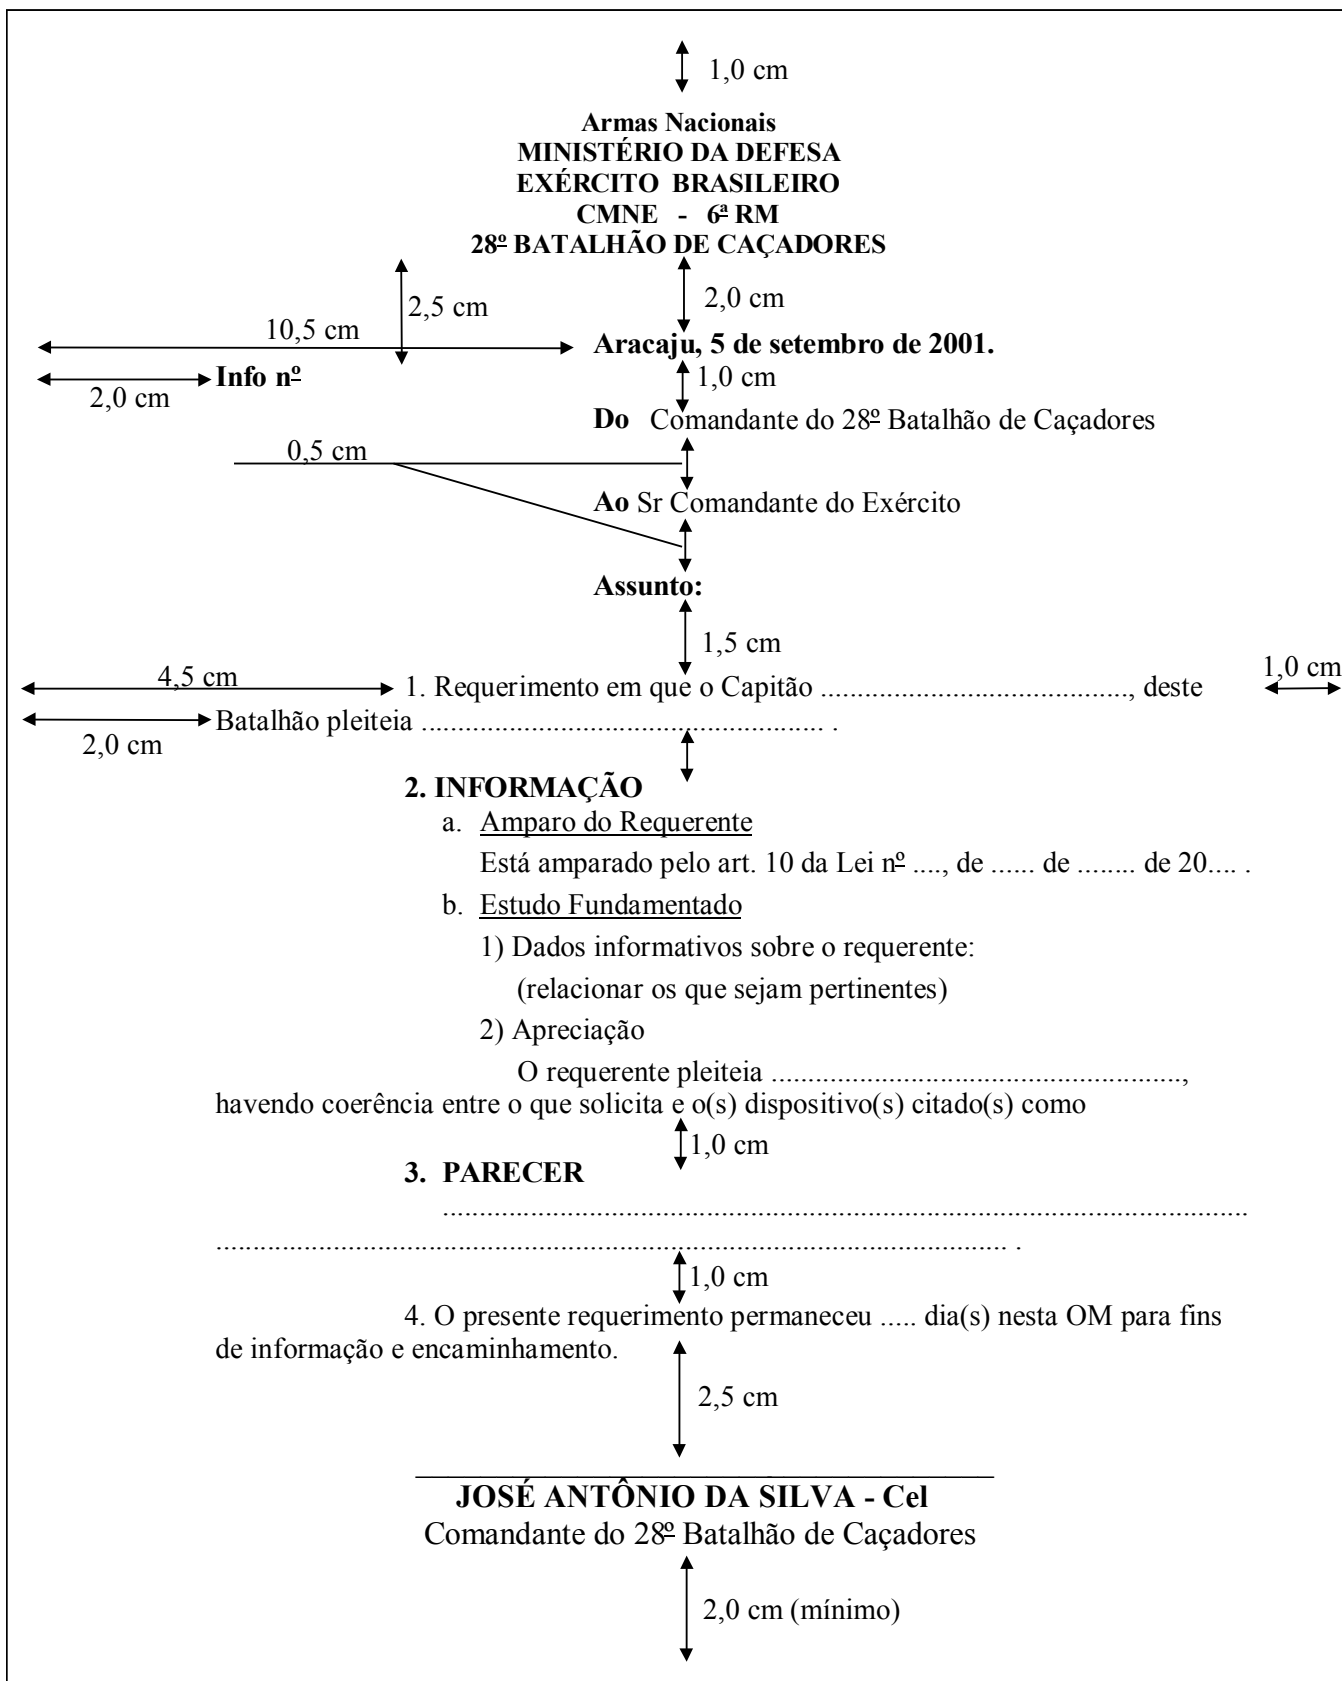 1,0 cm
Armas Nacionais
MINISTÉRIO DA DEFESA
EXÉRCITO BRASILEIRO
CMNE - 6ª RM
28º BATALHÃO DE CAÇADORES
2,5 cm
2,0 cm
10,5 cm
Aracaju, 5 de setembro de 2001.
2,0 cm
Info nº
1,0 cm
Do Comandante do 28º Batalhão de Caçadores
0,5 cm
Ao Sr Comandante do Exército
Assunto:
1,5 cm
4,5 cm
1. Requerimento em que o Capitão .........................................., deste
1,0 cm
2,0 cm
Batalhão pleiteia ....................................................... .
2. INFORMAÇÃO
a. Amparo do Requerente
Está amparado pelo art. 10 da Lei nº ...., de ...... de ........ de 20.... .
b. Estudo Fundamentado
1) Dados informativos sobre o requerente:
(relacionar os que sejam pertinentes)
2) Apreciação
O requerente pleiteia ........................................................,
havendo coerência entre o que solicita e o(s) dispositivo(s) citado(s) como
1,0 cm
3. PARECER
..............................................................................................................
............................................................................................................ .
1,0 cm
4. O presente requerimento permaneceu ..... dia(s) nesta OM para fins
de informação e encaminhamento.
2,5 cm
JOSÉ ANTÔNIO DA SILVA - Cel
Comandante do 28º Batalhão de Caçadores
2,0 cm (mínimo)